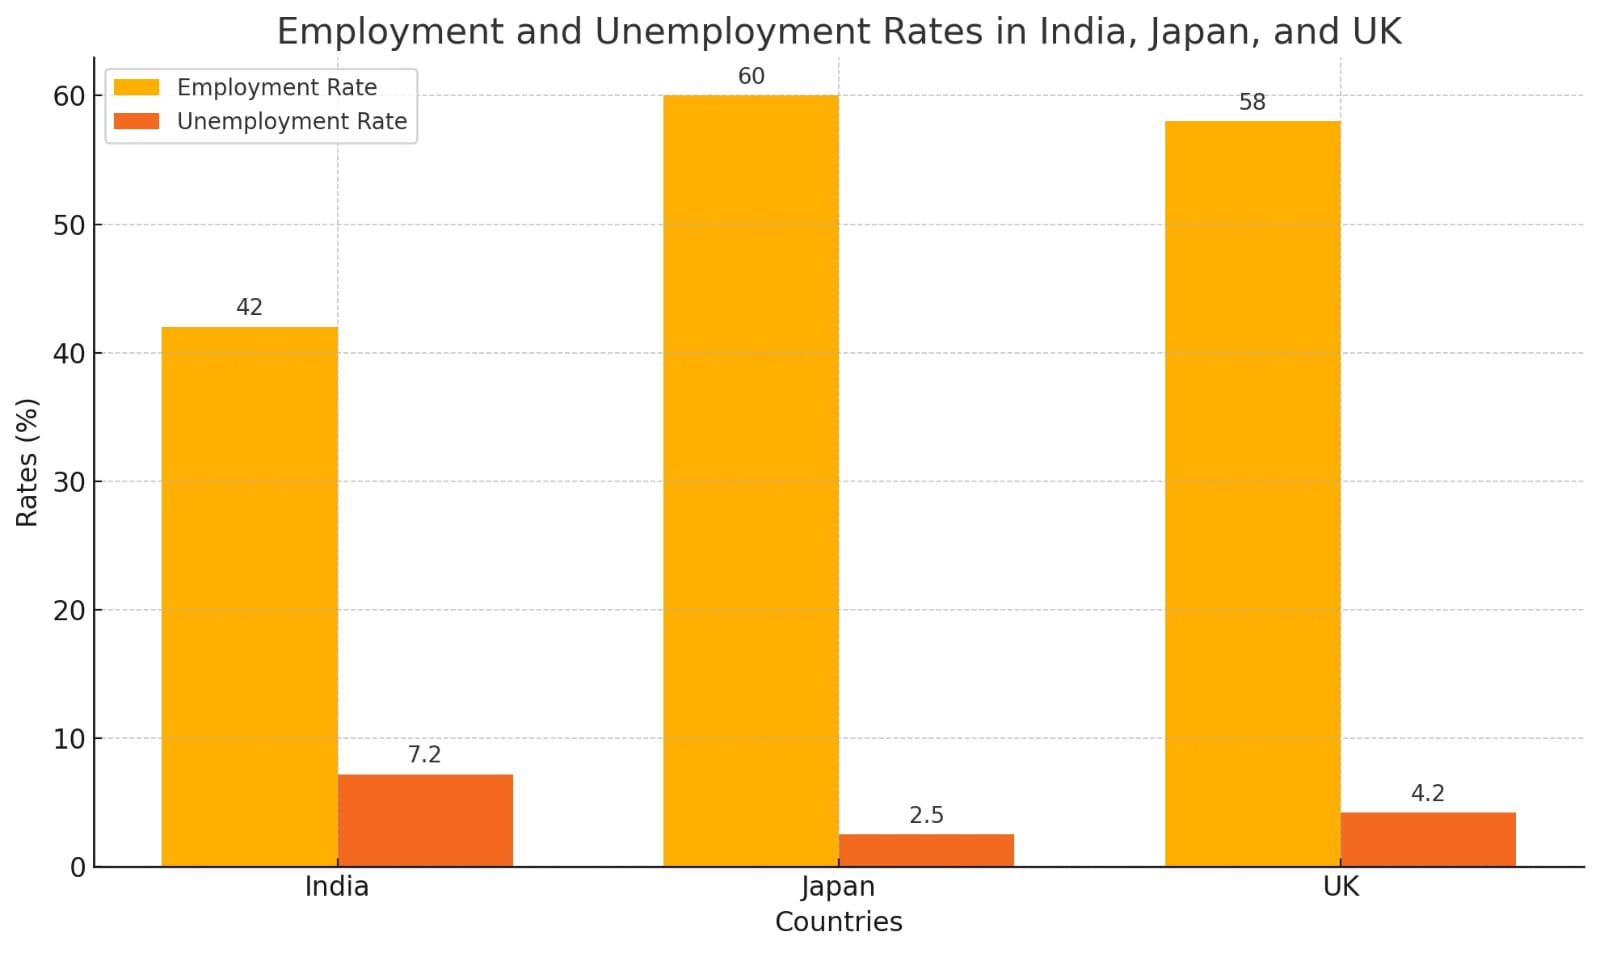 Employment and Unemployment Rates in India, Japan, and UK
Employment Rate
Unemployment Rate
Rates (%)
60
50
40
30
20
10
0
42
7.2
60
2.5
58
4.2
India
Japan
UK
Countries